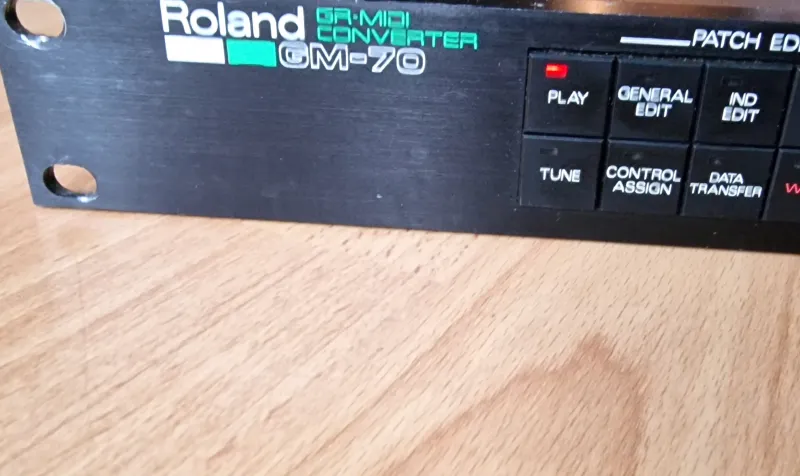 Roland
GR-MIDI
CONVERTER
GM-70
PATCH
PLAY
GENERAL
EDIT
IND
EDIT
TUNE
CONTROL
ASSIGN
DATA
TRANSFER